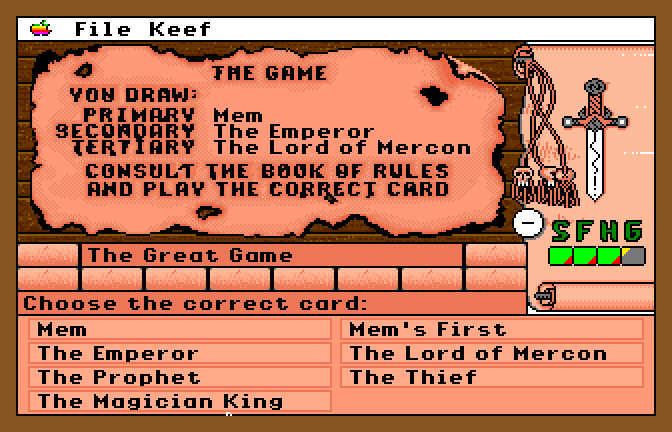 File Keef
THE GAME
YOU DRAW:
PRIMARY Mem
SECONDARY The Emperor
TERTIARY The Lord of Mercon
CONSULT THE BOOK OF RULES
AND PLAY THE CORRECT CARD
SFHG
The Great Game
Choose the correct card:
Mem
Mem's First
The Emperor
The Lord of Mercon
The Prophet
The Thief
The Magician King